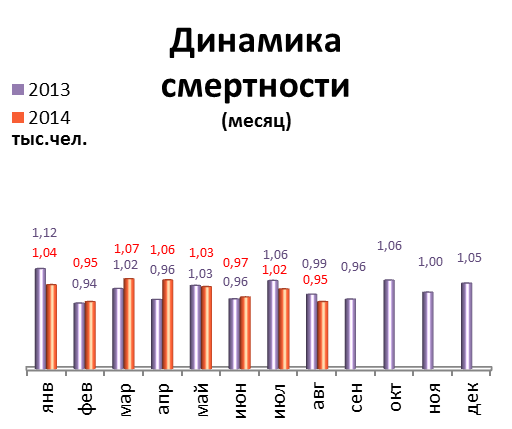 Динамика
смертности
(месяц)
2013
2014
тыс.чел.
1,12
1,04
0,95
0,94
1,07
1,02
1,06
0,96
1,03
1,03
0,97
0,96
1,06
1,02
0,99
0,95
0,96
1,06
1,00
1,05
янв
фев
мар
апр
май
июн
июл
авг
сен
окт
ноя
дек